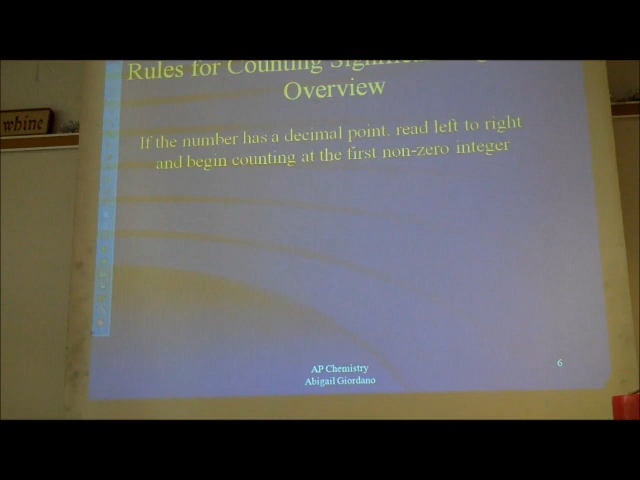 Rules for Counting
Overview
If the number has a decimal point, read left to right
and begin counting at the first non-zero integer
AP Chemistry
Abigail Giordano
6
whine